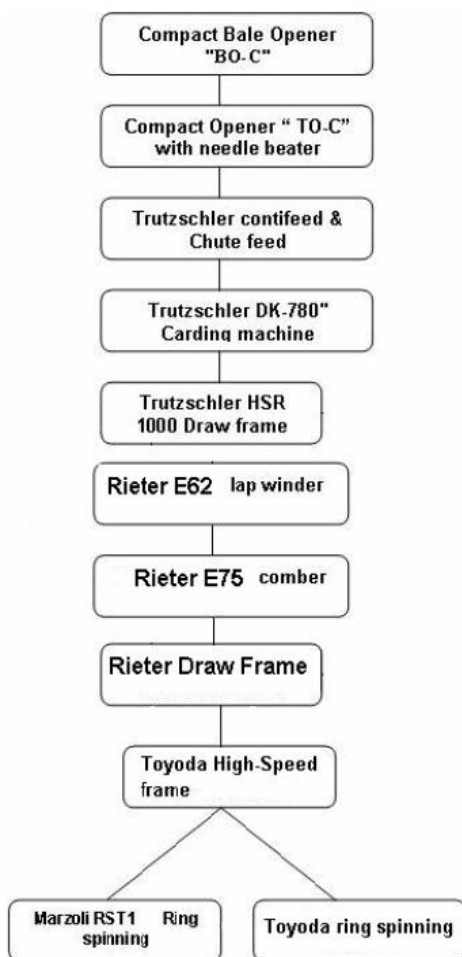 Compact Bale Opener
"BO-C"
Compact Opener “ TO-C”
with needle beater
Trutzschler contifeed &
Chute feed
Trutzschler DK-780"
Carding machine
Trutzschler HSR
1000 Draw frame
Rieter E62 lap winder
Rieter E75 comber
Rieter Draw Frame
Toyoda High-Speed
frame
Marzoli RST1 Ring
spinning
Toyoda ring spinning